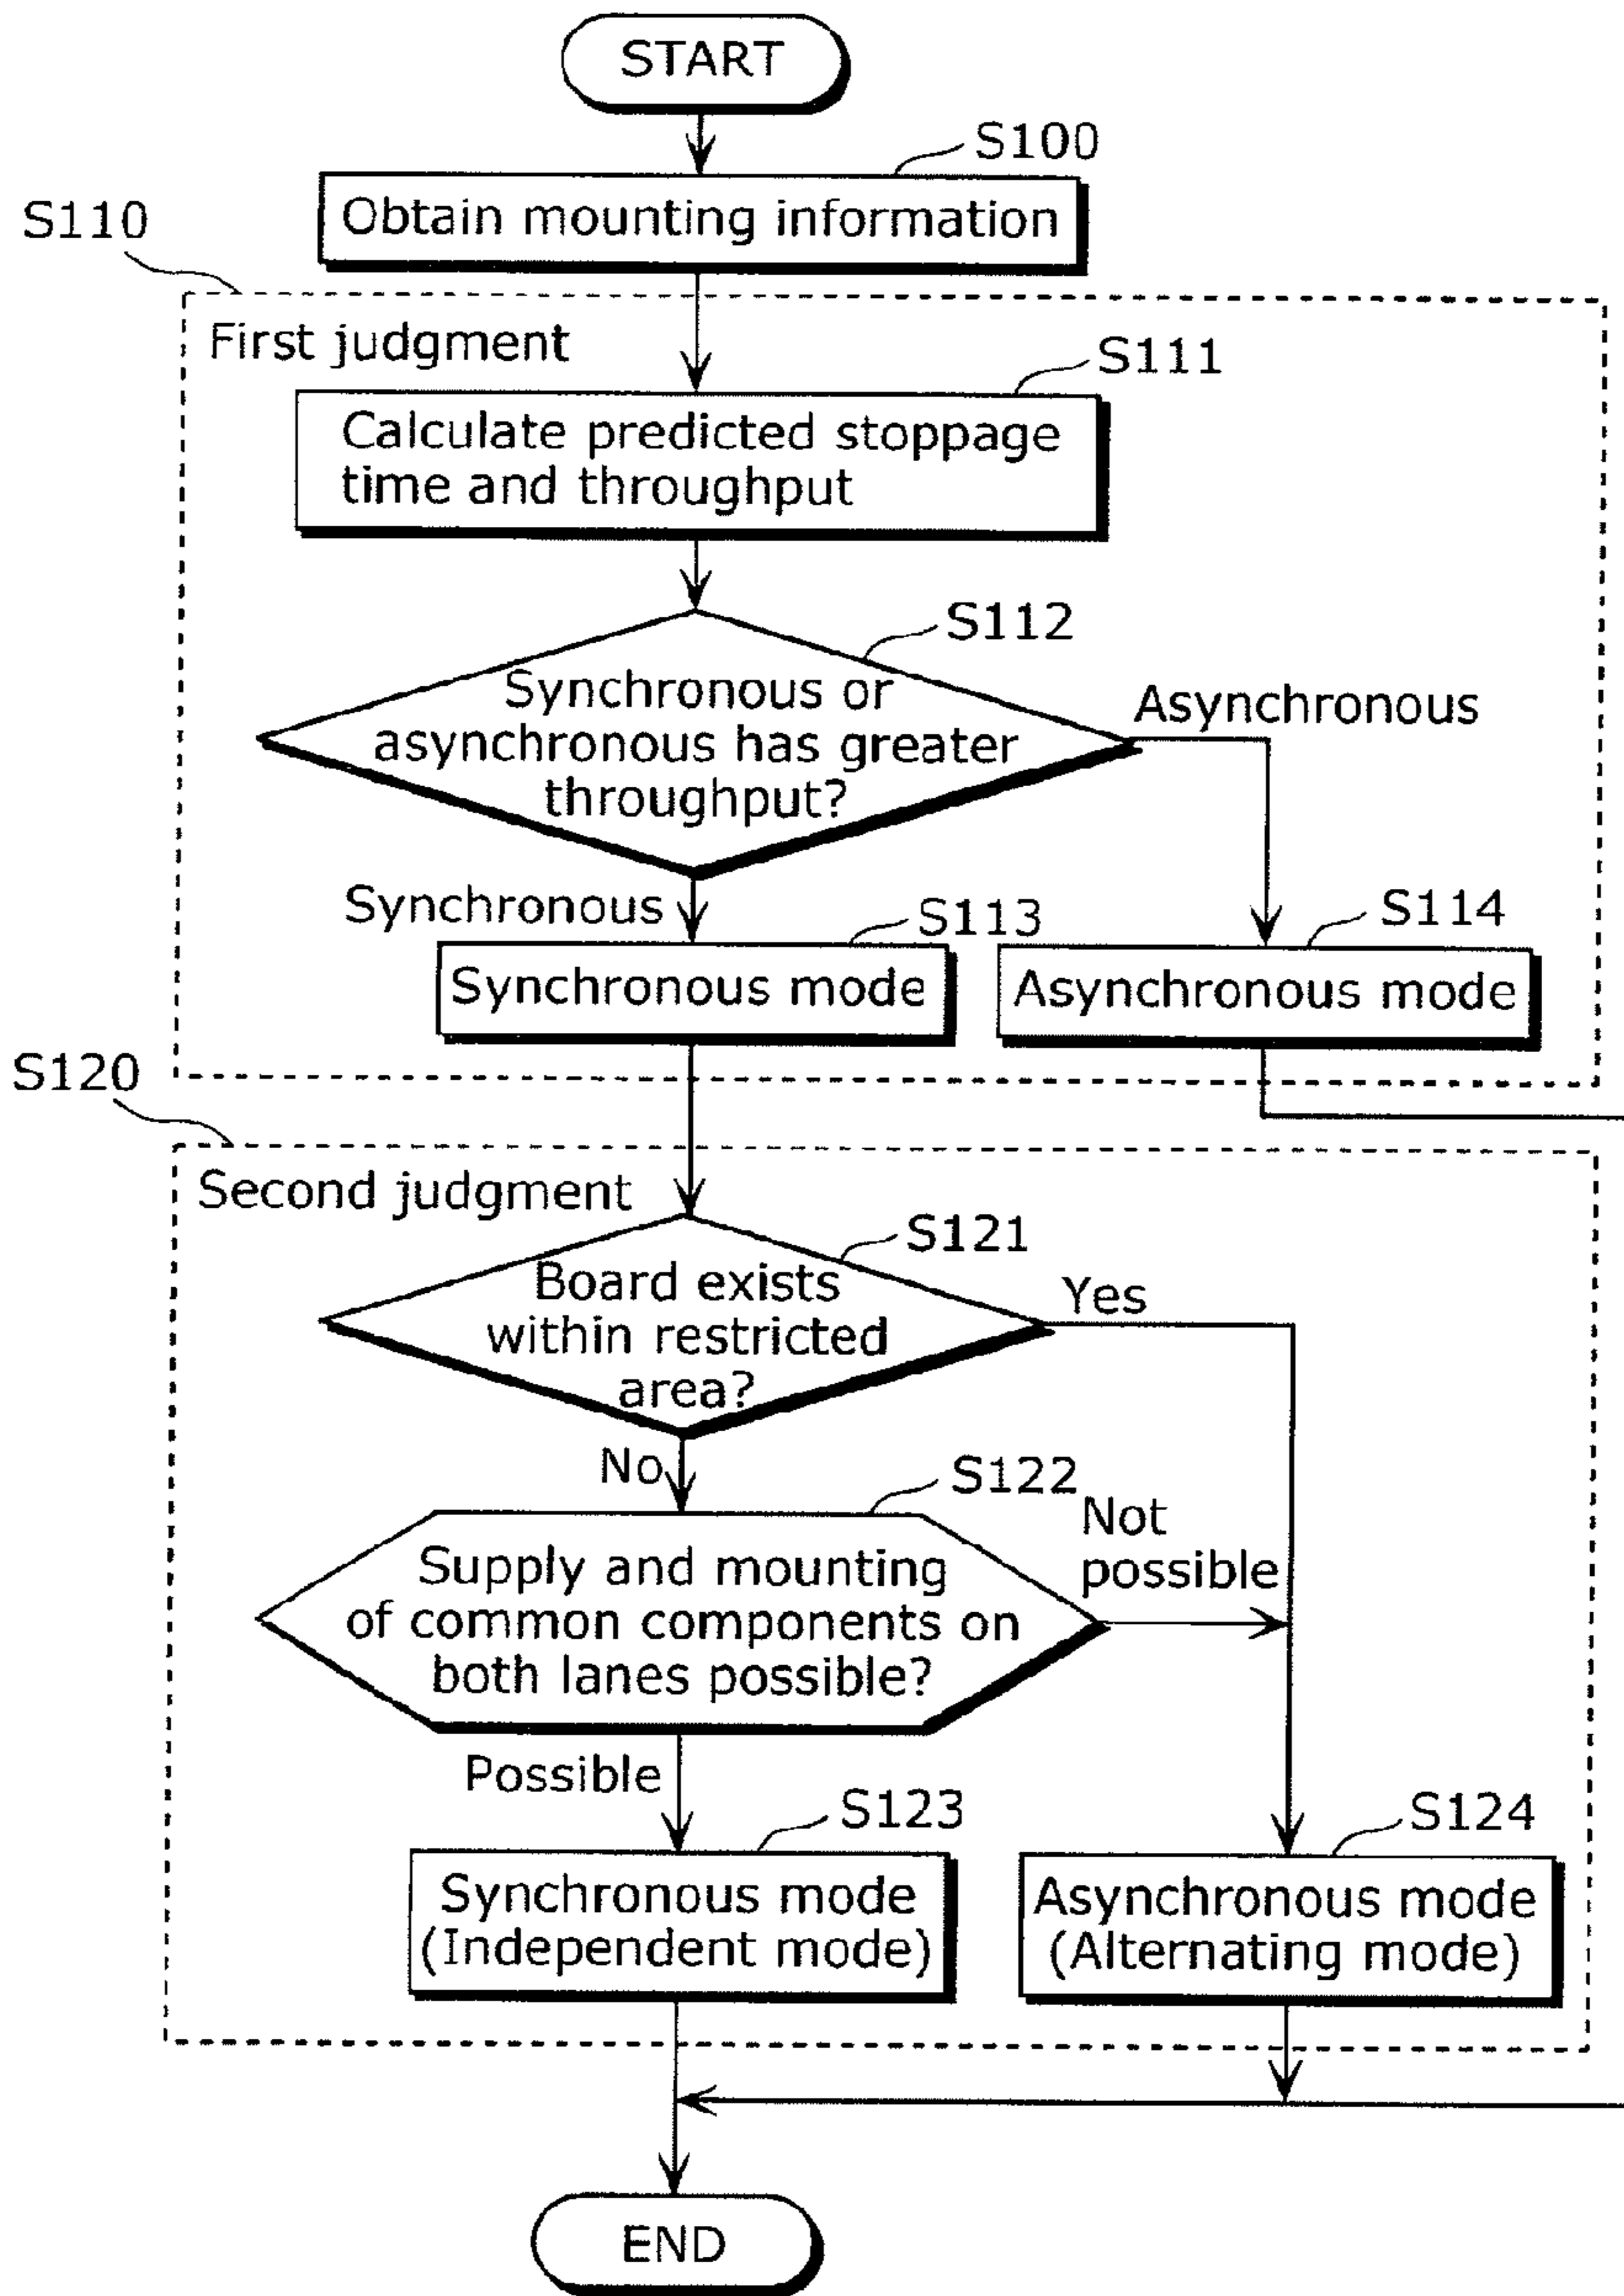 START
S100
Obtain mounting information
S110
First judgment
S111
Calculate predicted stoppage
time and throughput
S112
Synchronous or
asynchronous has greater
throughput?
Asynchronous
Synchronous
S113
S114
Synchronous mode
Asynchronous mode
S120
Second judgment
S121
Board exists
within restricted
area?
Yes
No
S122
Supply and mounting
of common components on
both lanes possible?
Not
possible
Possible
S123
S124
Synchronous mode
(Independent mode)
Asynchronous mode
(Alternating mode)
END